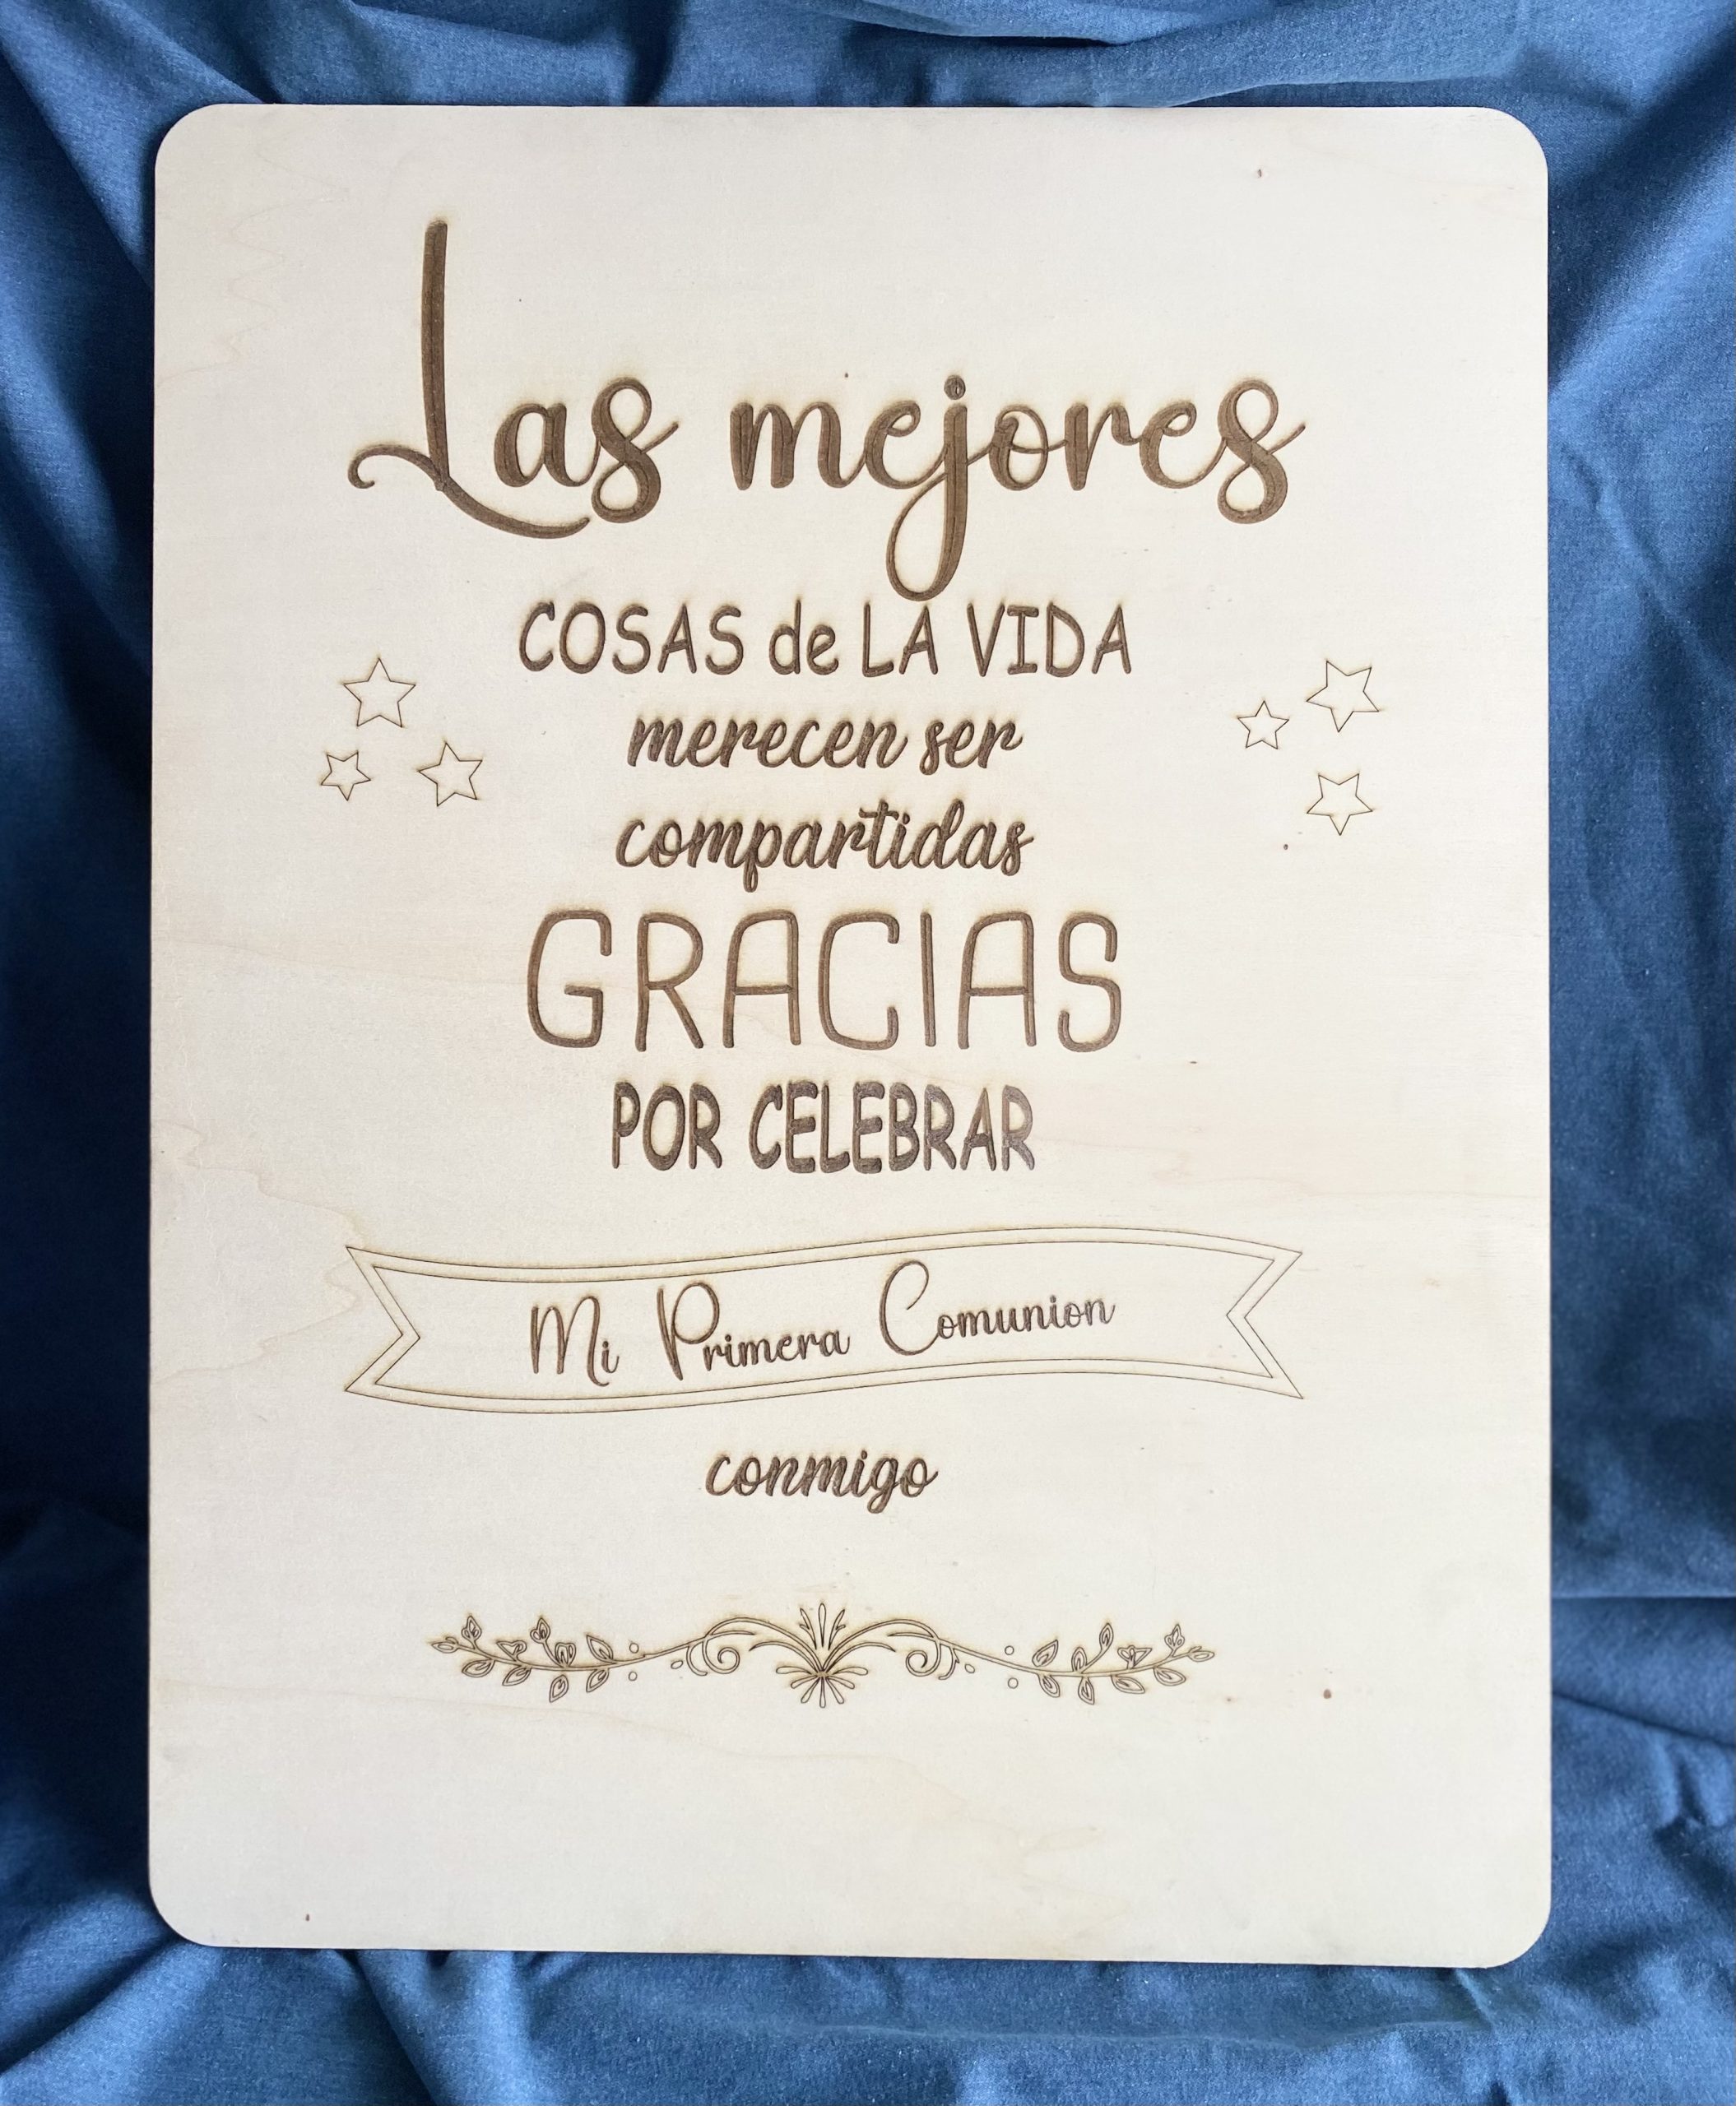 Las mejores
COSAS de LA VIDA
merecen ser
compartidas
GRACIAS
POR CELEBRAR
Mi Primera Comunion
conmigo